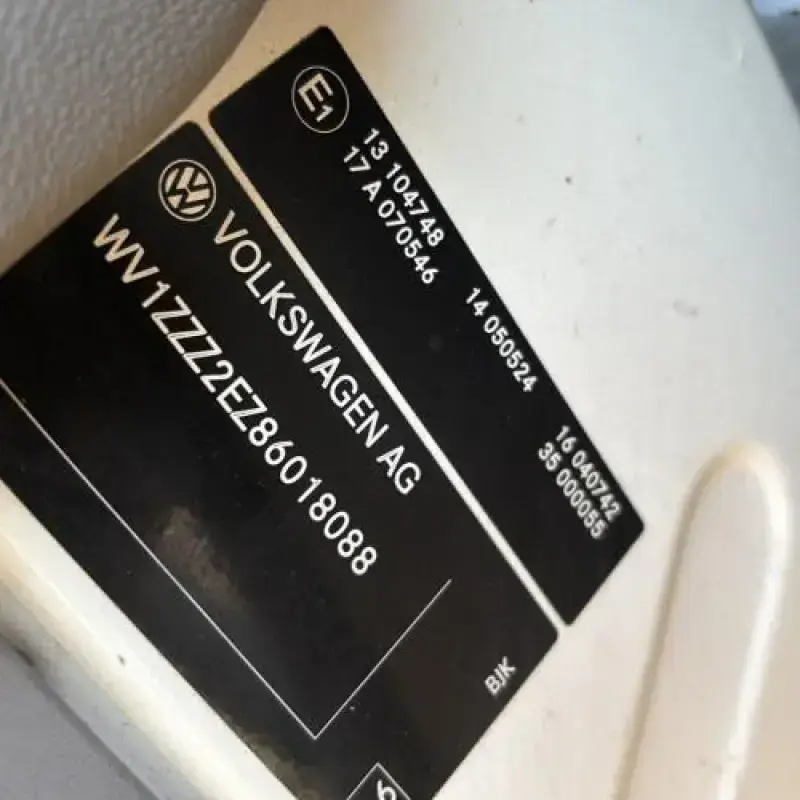 E1
13 104748
17 A 070546
14 050524
16 040742
35 000055
VOLKSWAGEN AG
WV1ZZZ2EZ86018088
BJK